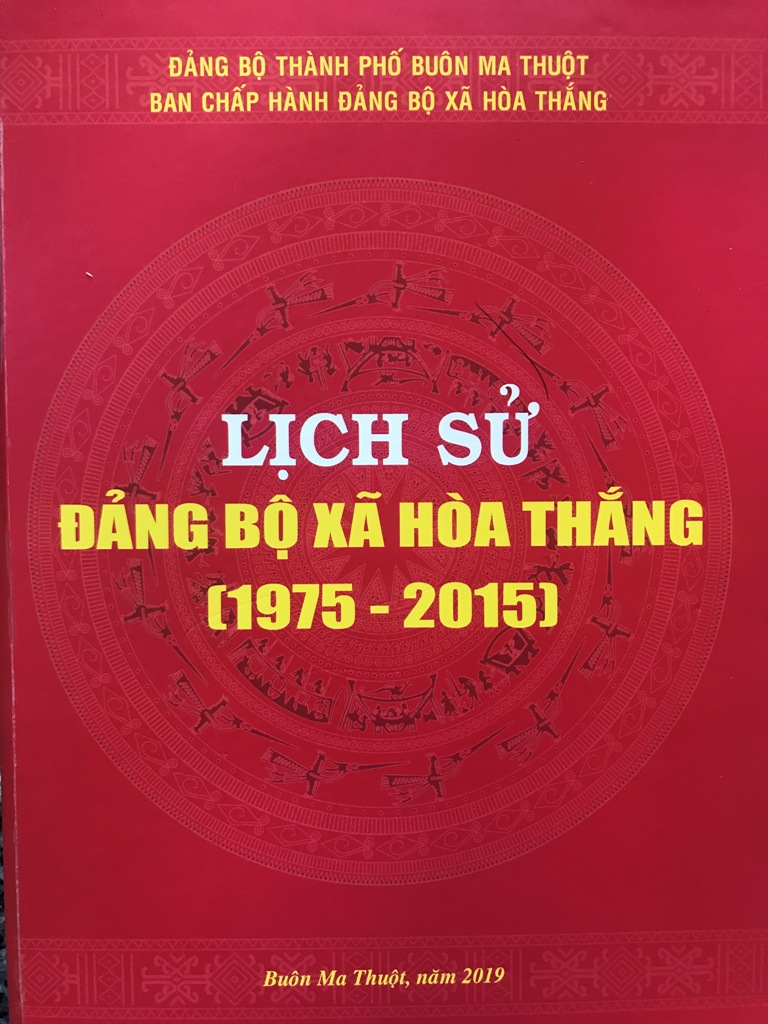 ĐẢNG BỘ THÀNH PHỐ BUÔN MA THUỘT
BAN CHẤP HÀNH ĐẢNG BỘ XÃ HÒA THẮNG
LỊCH SỬ
ĐẢNG BỘ XÃ HÒA THẮNG
(1975 - 2015)
Buôn Ma Thuột, năm 2019